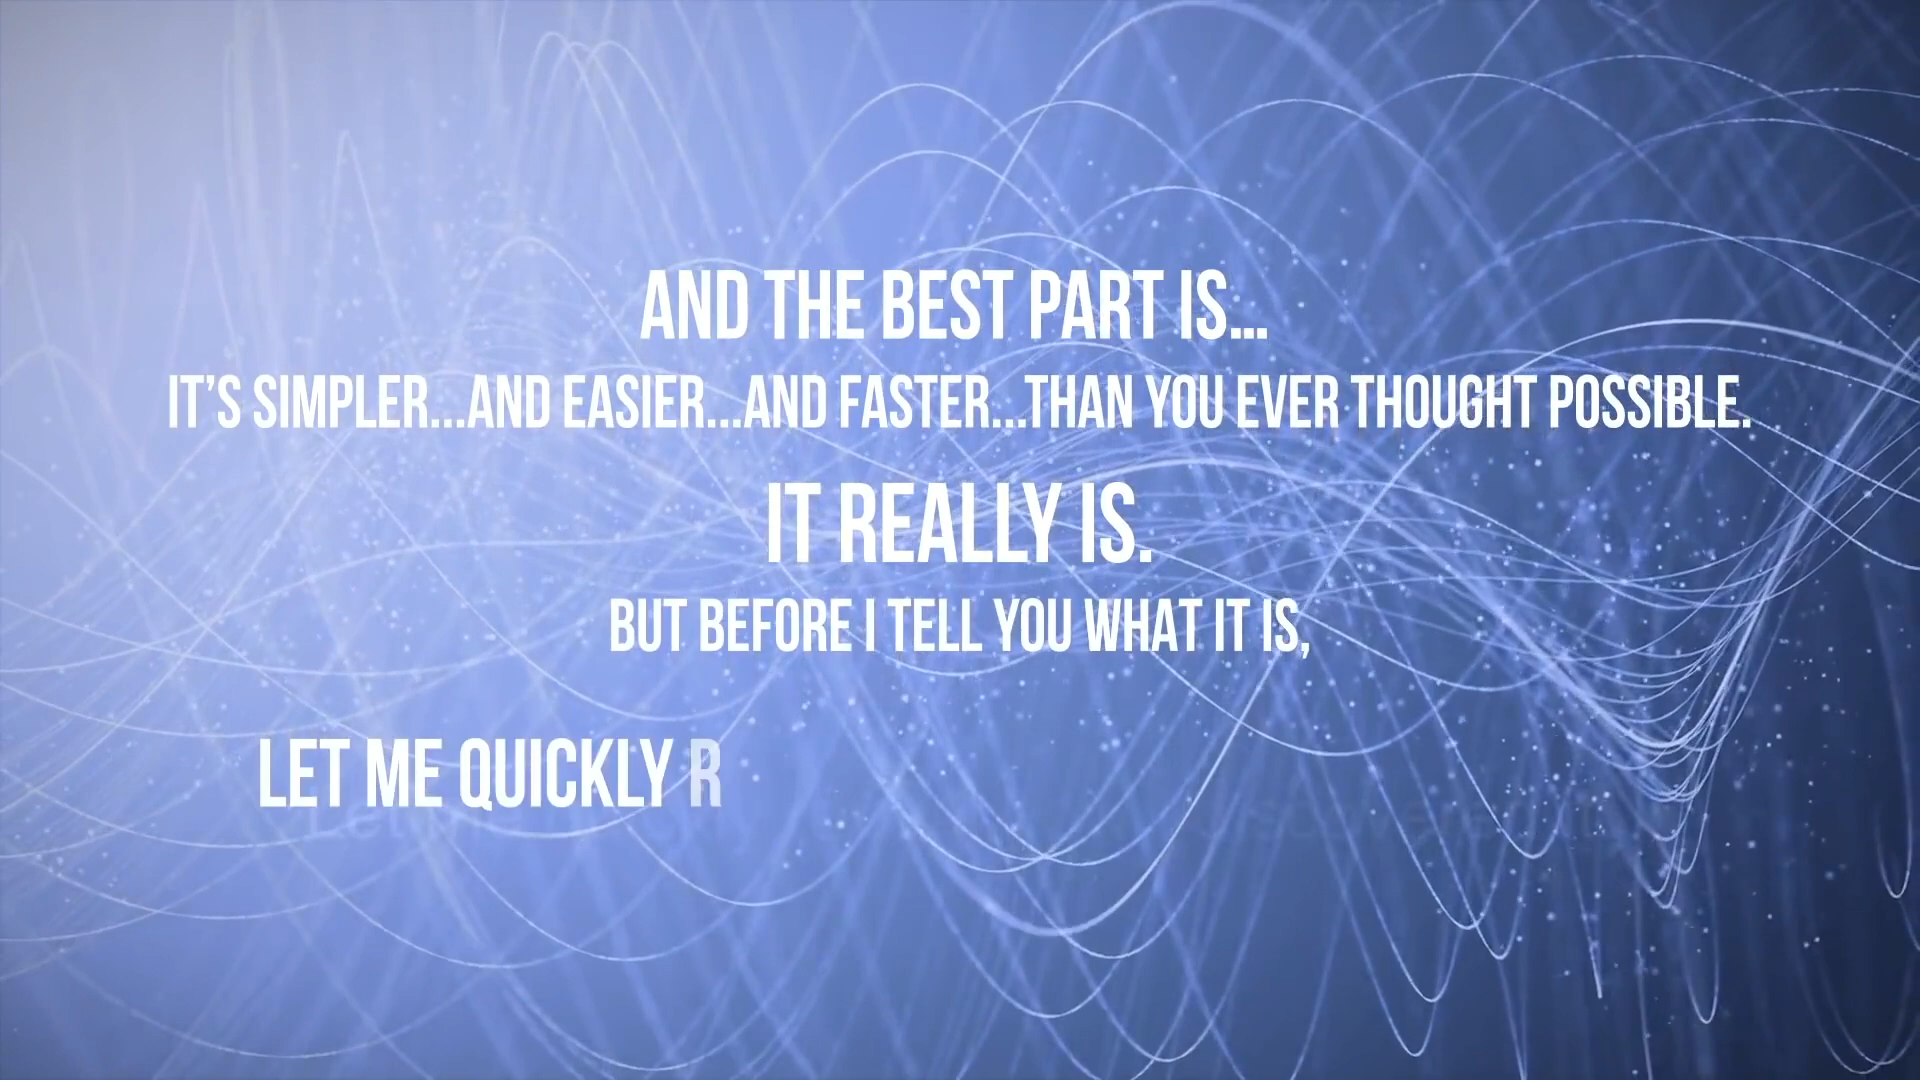 AND THE BEST PART IS...
IT'S SIMPLER...AND EASIER...AND FASTER...THAN YOU EVER THOUGHT POSSIBLE.
IT REALLY IS.
BUT BEFORE I TELL YOU WHAT IT IS,
LET ME QUICKLY R